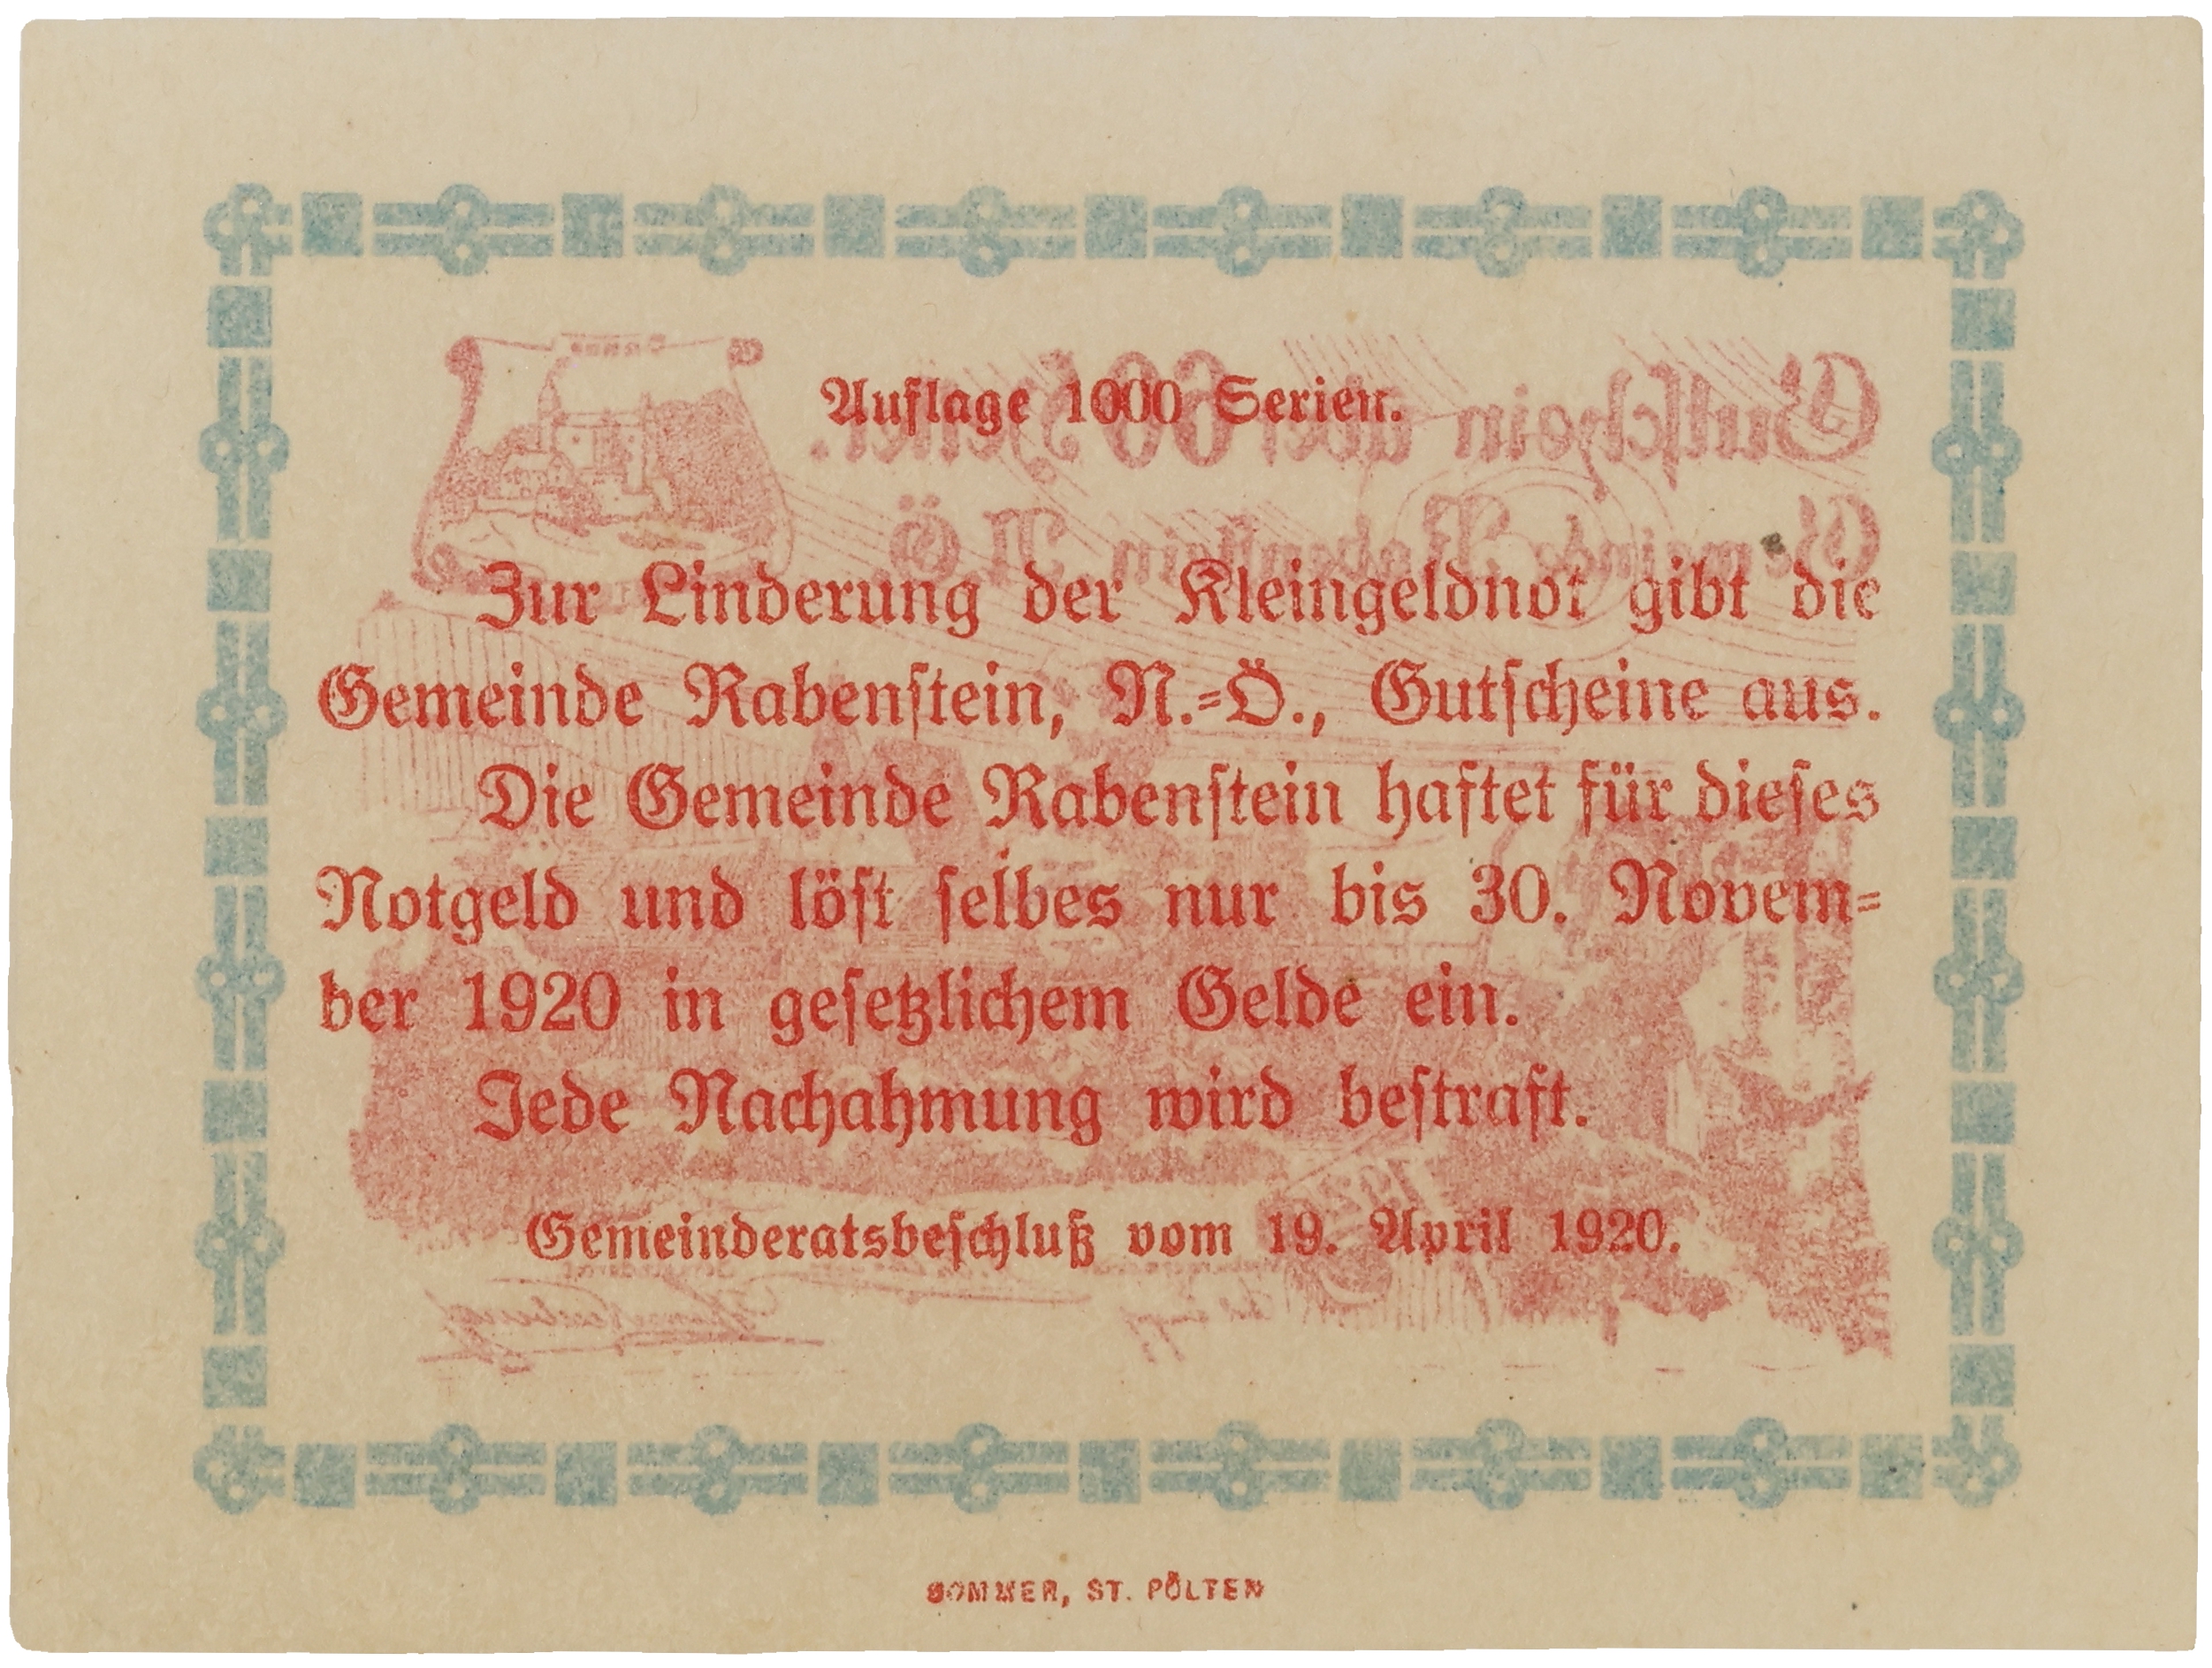 Auflage 1000 Serien.
Zur Linderung der Kleingeldnot gibt die
Gemeinde Rabenstein, N.=Ö., Gutscheine aus.
Die Gemeinde Rabenstein haftet für dieses
Notgeld und löst selbes nur bis 30. Novem=
ber 1920 in gesetzlichem Gelde ein.
Jede Nachahmung wird bestraft.
Gemeinderatsbeschluß vom 19. April 1920.
SOMMER, ST. PÖLTEN